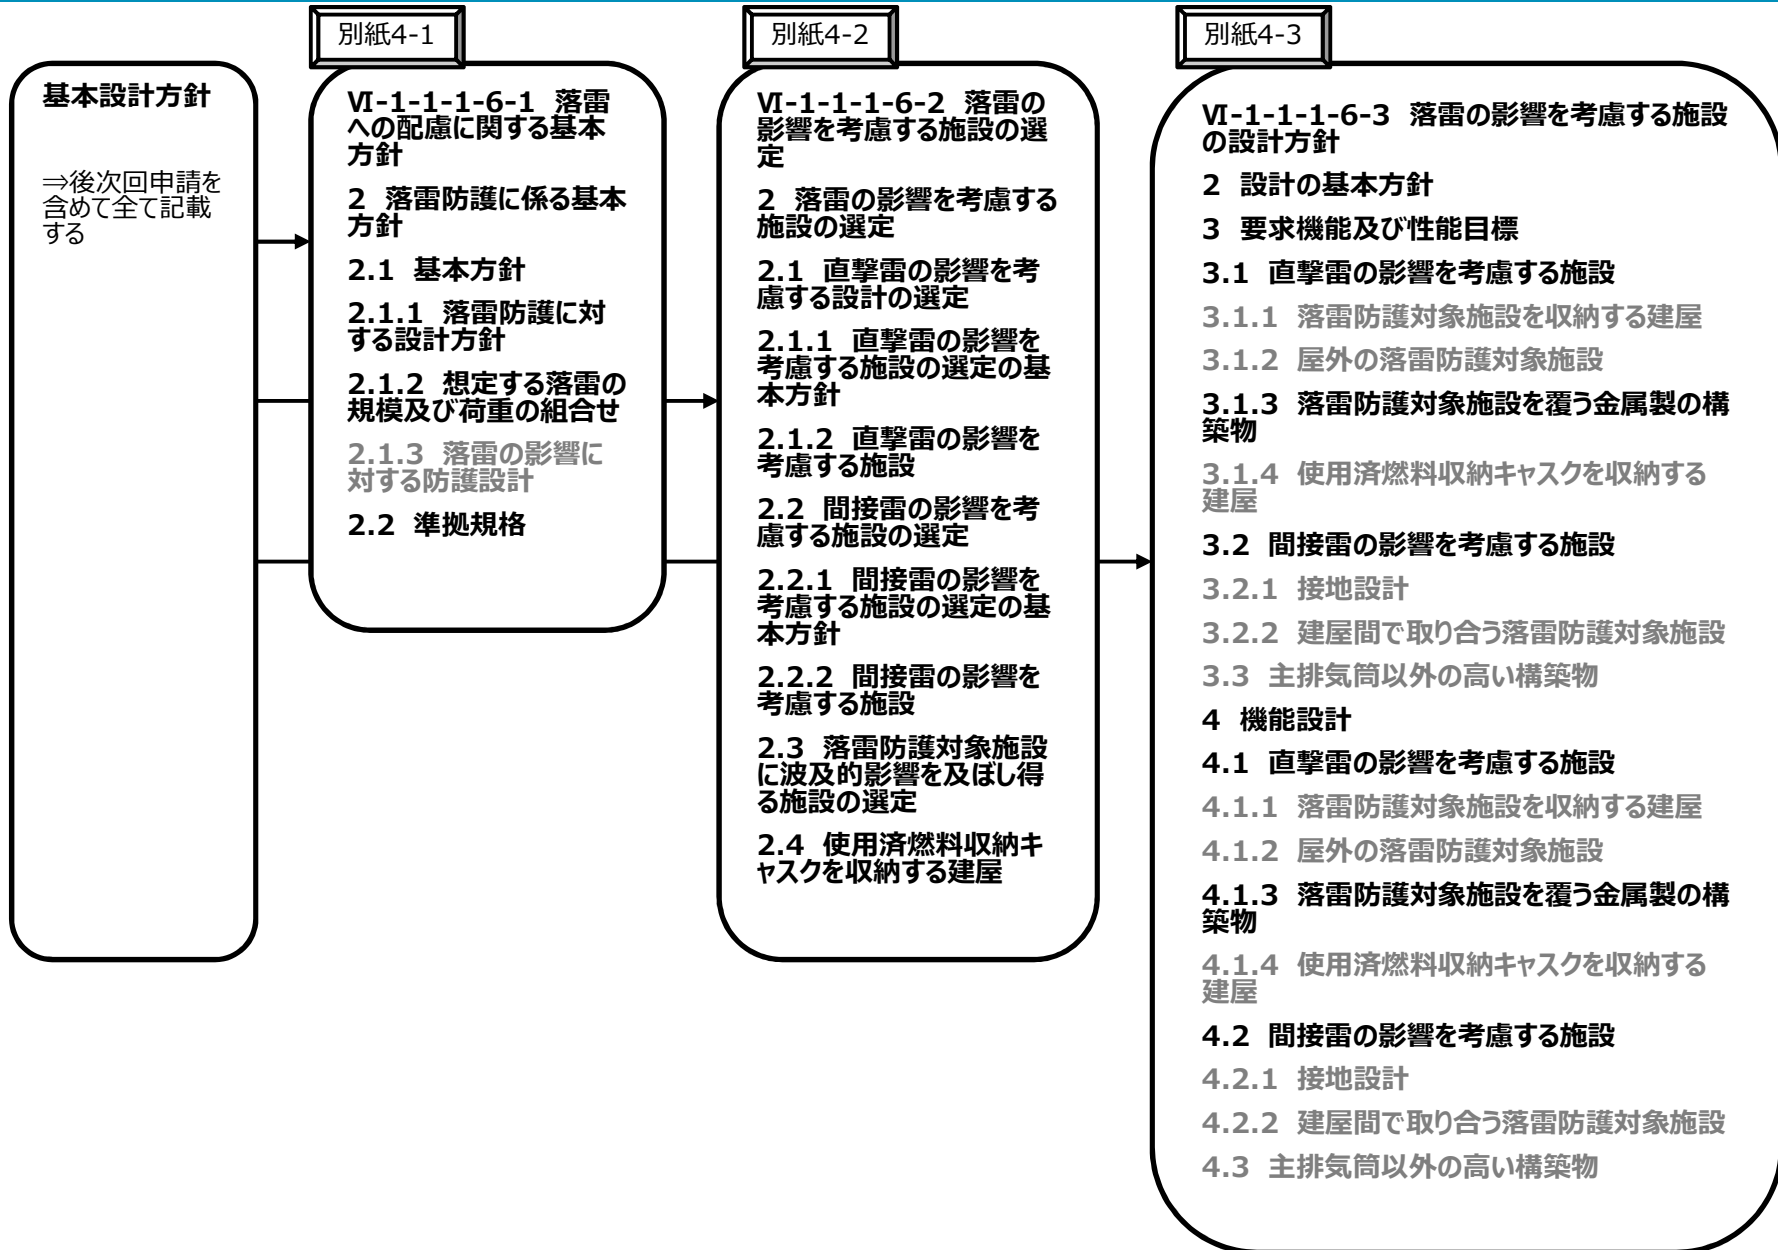 別紙4-1
別紙4-2
別紙4-3
基本設計方針
⇒後次回申請を
含めて全て記載
する
Ⅵ-1-1-1-6-1 落雷
への配慮に関する基本
方針
2 落雷防護に係る基本
方針
2.1 基本方針
2.1.1 落雷防護に対
する設計方針
2.1.2 想定する落雷の
規模及び荷重の組合せ
2.1.3 落雷の影響に
対する防護設計
2.2 準拠規格
Ⅵ-1-1-1-6-2 落雷の
影響を考慮する施設の選
定
2 落雷の影響を考慮する
施設の選定
2.1 直撃雷の影響を考
慮する設計の選定
2.1.1 直撃雷の影響を
考慮する施設の選定の基
本方針
2.1.2 直撃雷の影響を
考慮する施設
2.2 間接雷の影響を考
慮する施設の選定
2.2.1 間接雷の影響を
考慮する施設の選定の基
本方針
2.2.2 間接雷の影響を
考慮する施設
2.3 落雷防護対象施設
に波及的影響を及ぼし得
る施設の選定
2.4 使用済燃料収納キ
ャスクを収納する建屋
Ⅵ-1-1-1-6-3 落雷の影響を考慮する施設
の設計方針
2 設計の基本方針
3 要求機能及び性能目標
3.1 直撃雷の影響を考慮する施設
3.1.1 落雷防護対象施設を収納する建屋
3.1.2 屋外の落雷防護対象施設
3.1.3 落雷防護対象施設を覆う金属製の構
築物
3.1.4 使用済燃料収納キャスクを収納する
建屋
3.2 間接雷の影響を考慮する施設
3.2.1 接地設計
3.2.2 建屋間で取り合う落雷防護対象施設
3.3 主排気筒以外の高い構築物
4 機能設計
4.1 直撃雷の影響を考慮する施設
4.1.1 落雷防護対象施設を収納する建屋
4.1.2 屋外の落雷防護対象施設
4.1.3 落雷防護対象施設を覆う金属製の構
築物
4.1.4 使用済燃料収納キャスクを収納する
建屋
4.2 間接雷の影響を考慮する施設
4.2.1 接地設計
4.2.2 建屋間で取り合う落雷防護対象施設
4.3 主排気筒以外の高い構築物